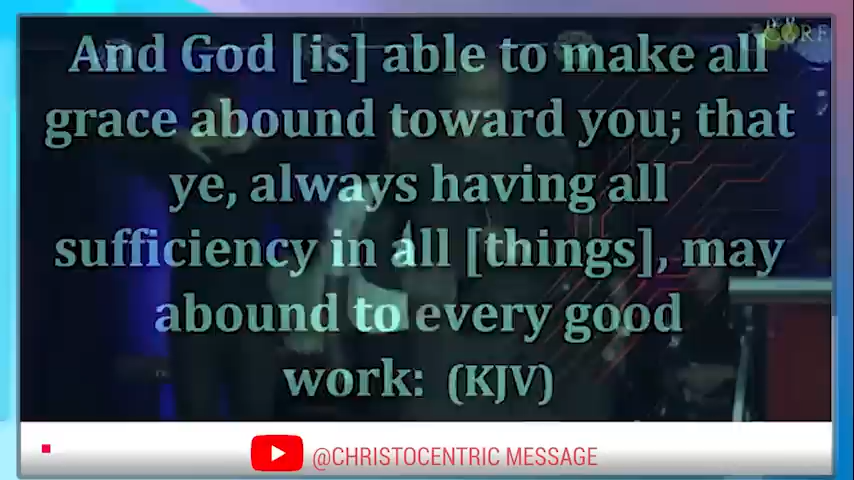 And God [is] able to make all
grace abound toward you; that
ye, always having all
sufficiency in all [things], may
abound to every good
work: (KJV)
@CHRISTOCENTRIC MESSAGE